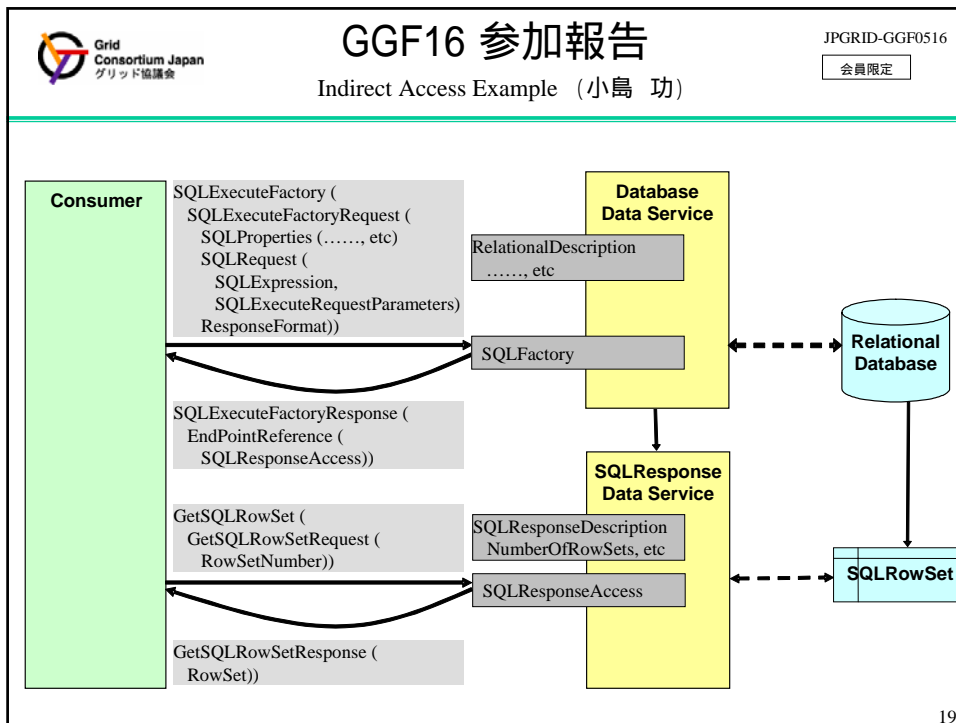 Grid
Consortium Japan
グリッド協議会
GGF16 参加報告
Indirect Access Example （小島 功）
JPGRID-GGF0516
会員限定
Consumer
SQLExecuteFactory (
SQLExecuteFactoryRequest (
SQLProperties (……, etc)
SQLRequest (
SQLExpression,
SQLExecuteRequestParameters)
ResponseFormat))
SQLExecuteFactoryResponse (
EndPointReference (
SQLResponseAccess))
GetSQLRowSet (
GetSQLRowSetRequest (
RowSetNumber))
GetSQLRowSetResponse (
RowSet))
Database
Data Service
RelationalDescription
……, etc
SQLFactory
SQLResponse
Data Service
SQLResponseDescription
NumberOfRowSets, etc
SQLResponseAccess
Relational
Database
SQLRowSet
19